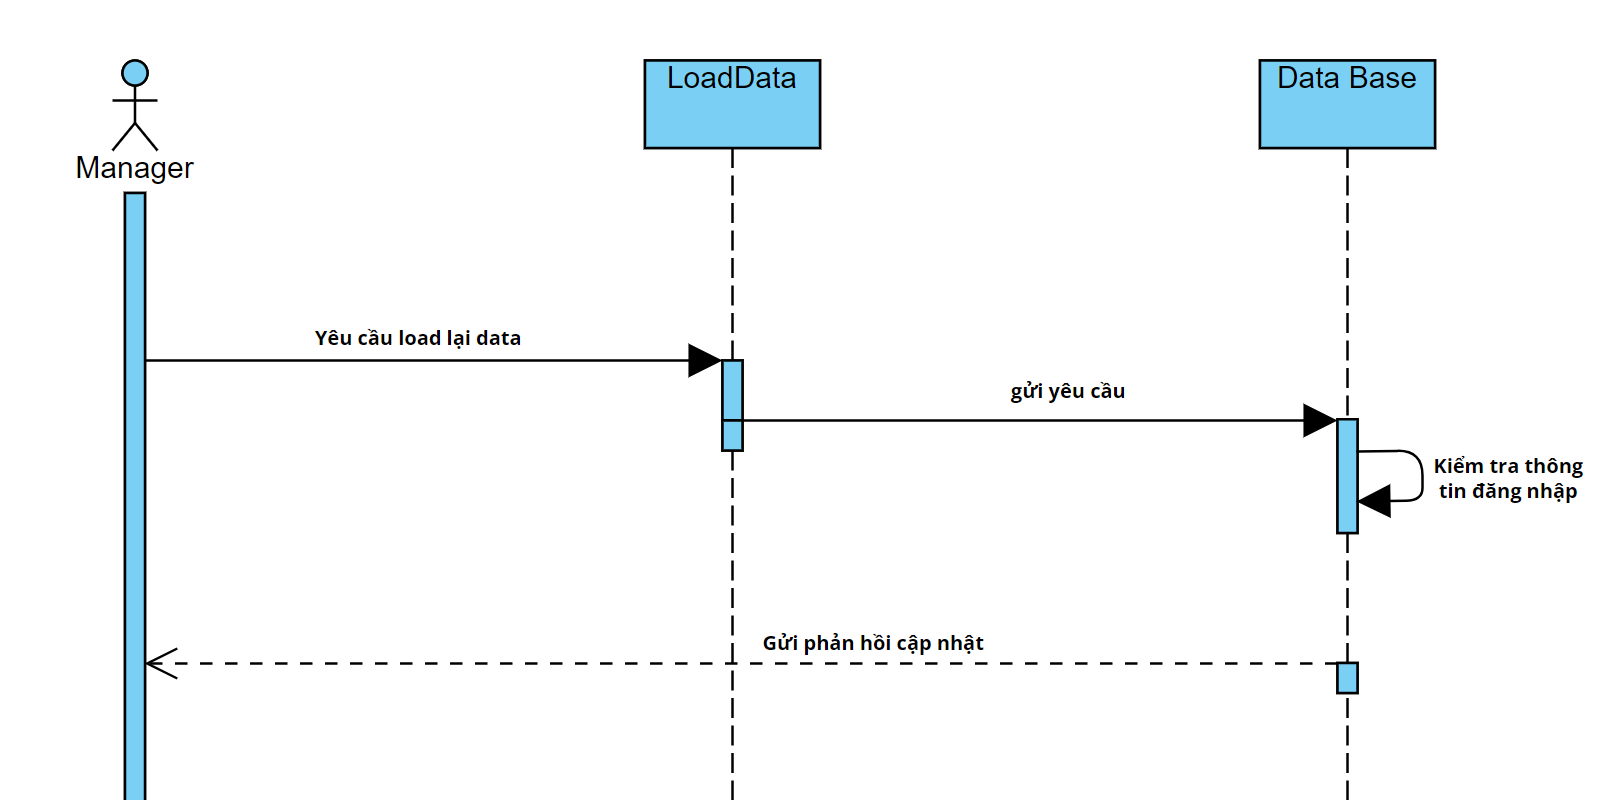 LoadData
Data Base
Manager
Yêu cầu load lại data
gửi yêu cầu
Kiểm tra thông
tin đăng nhập
Gửi phản hồi cập nhật